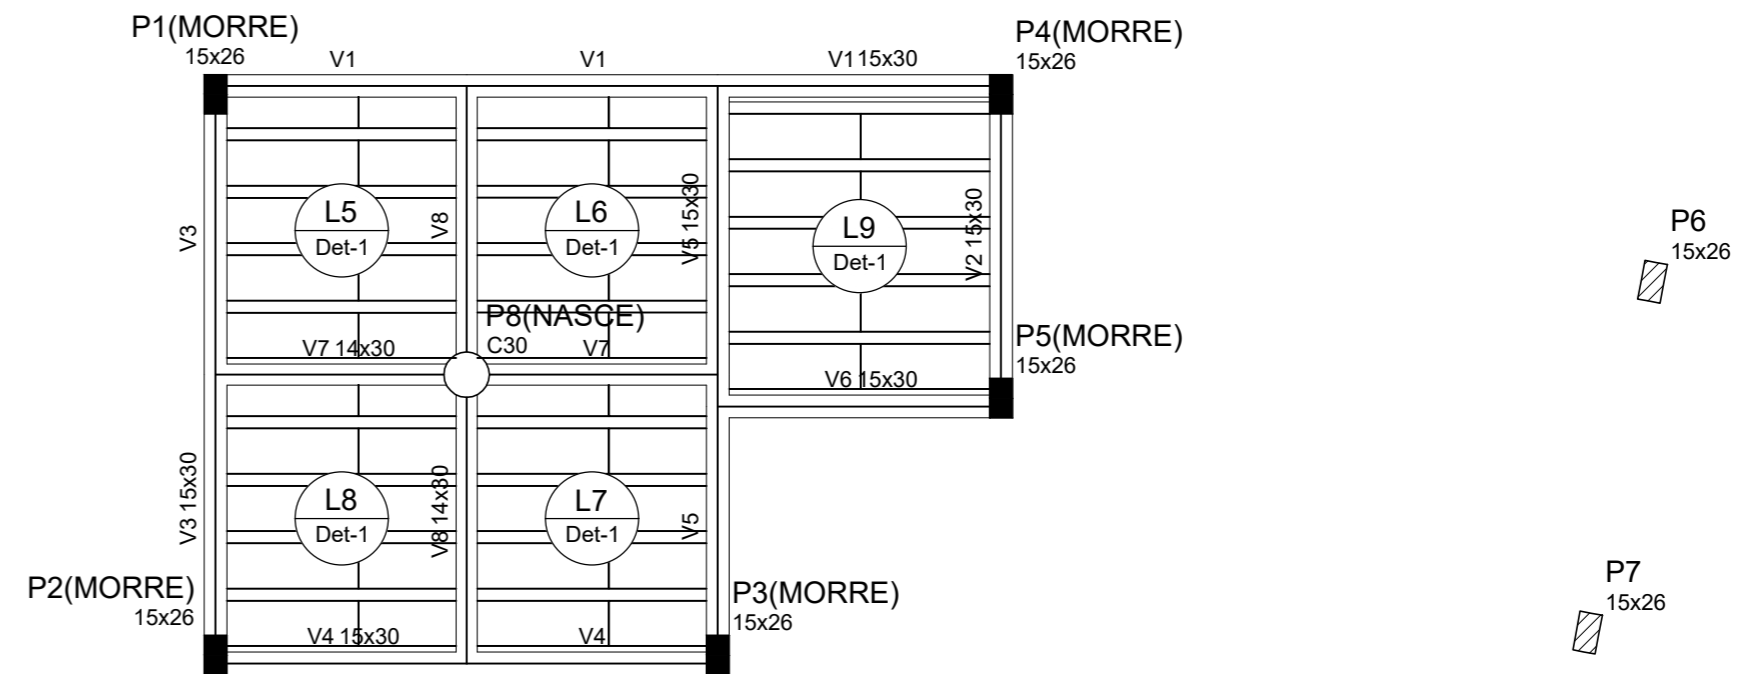 P1(MORRE)
15x26
V1
V1
V1 15x30
P4(MORRE)
15x26
V3
L5
Det-1
V8
L6
Det-1
V5 15x30
L9
Det-1
V2 15x30
P6
15x26
P8(NASCE)
C30
V7 14x30
V7
V6 15x30
P5(MORRE)
15x26
V3 15x30
L8
Det-1
V8 14x30
L7
Det-1
V5
P2(MORRE)
15x26
V4 15x30
V4
P3(MORRE)
15x26
P7
15x26